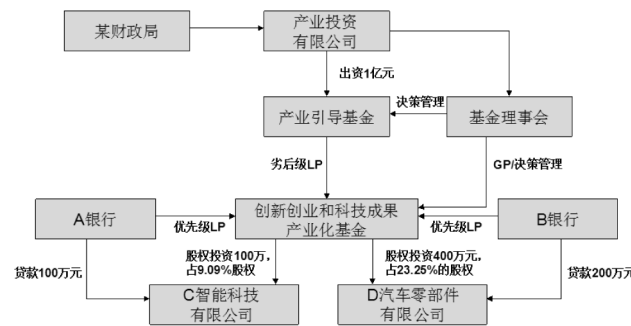 某财政局
产业投资
有限公司
出资1亿元
决策管理
产业引导基金
基金理事会
劣后级LP
GP/决策管理
A银行
优先级LP
创新创业和科技成果
产业化基金
优先级LP
B银行
贷款100万元
股权投资100万,
占9.09%股权
股权投资400万元,
占23.25%的股权
贷款200万元
C智能科技
有限公司
D汽车零部件
有限公司